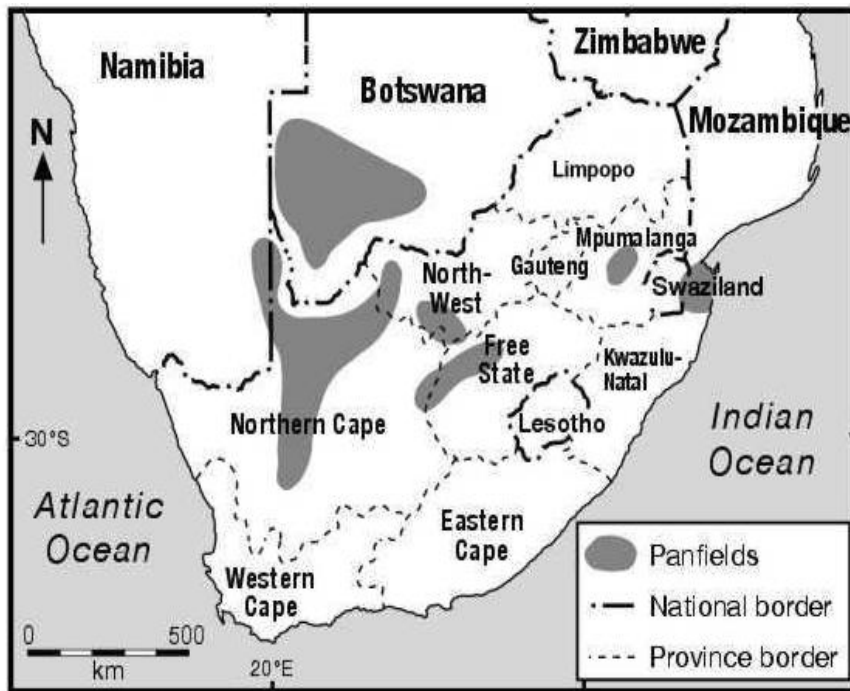 Zimbabwe
Namibia
Botswana
Mozambique
N
Limpopo
Mpumalanga
Gauteng
North-
West
Swaziland
Free
State
Kwazulu-
Natal
Northern Cape
Lesotho
30°S
Indian
Ocean
Atlantic
Ocean
Eastern
Cape
Western
Cape
0 500
km
20°E
Panfields
National border
Province border